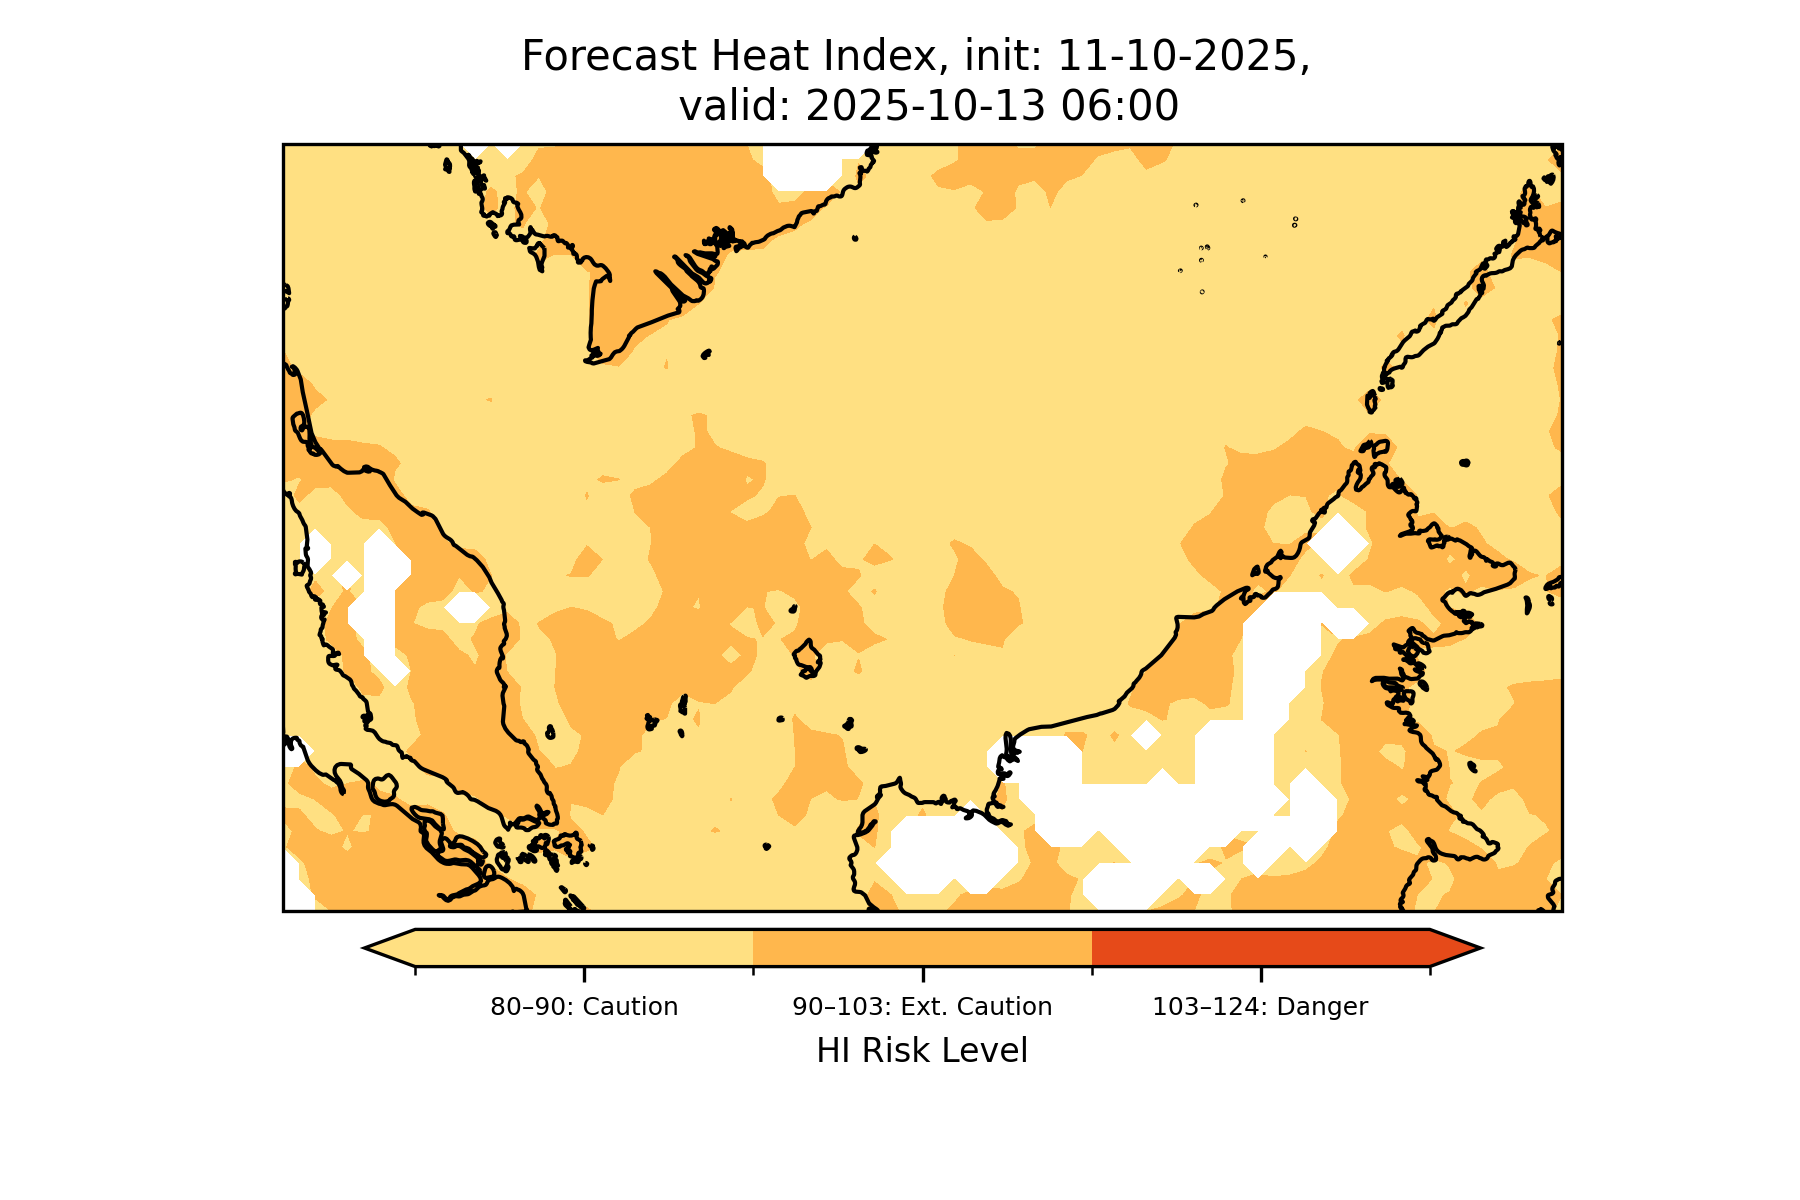 Forecast Heat Index, init: 11-10-2025,
valid: 2025-10-13 06:00
80–90: Caution
90–103: Ext. Caution
103–124: Danger
HI Risk Level